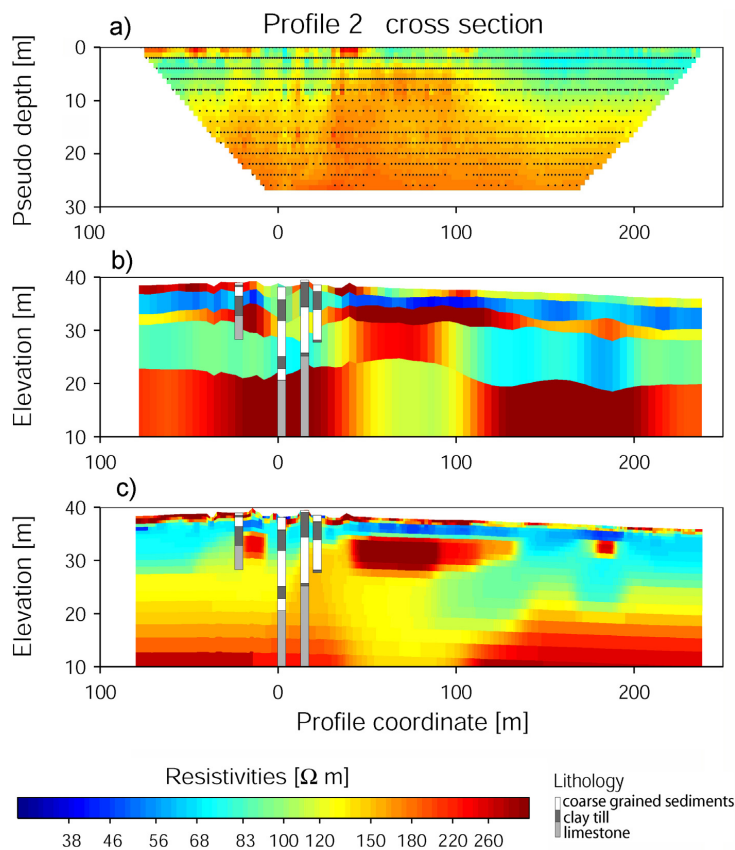 a)
Profile 2 cross section
Pseudo depth [m]
0
10
20
30
100 0 100 200
b)
Elevation [m]
40
30
20
10
100 0 100 200
c)
Elevation [m]
40
30
20
10
100 0 100 200
Profile coordinate [m]
Resistivities [Ω m]
38 46 56 68 83 100 120 150 180 220 260
Lithology
coarse grained sediments
clay till
limestone